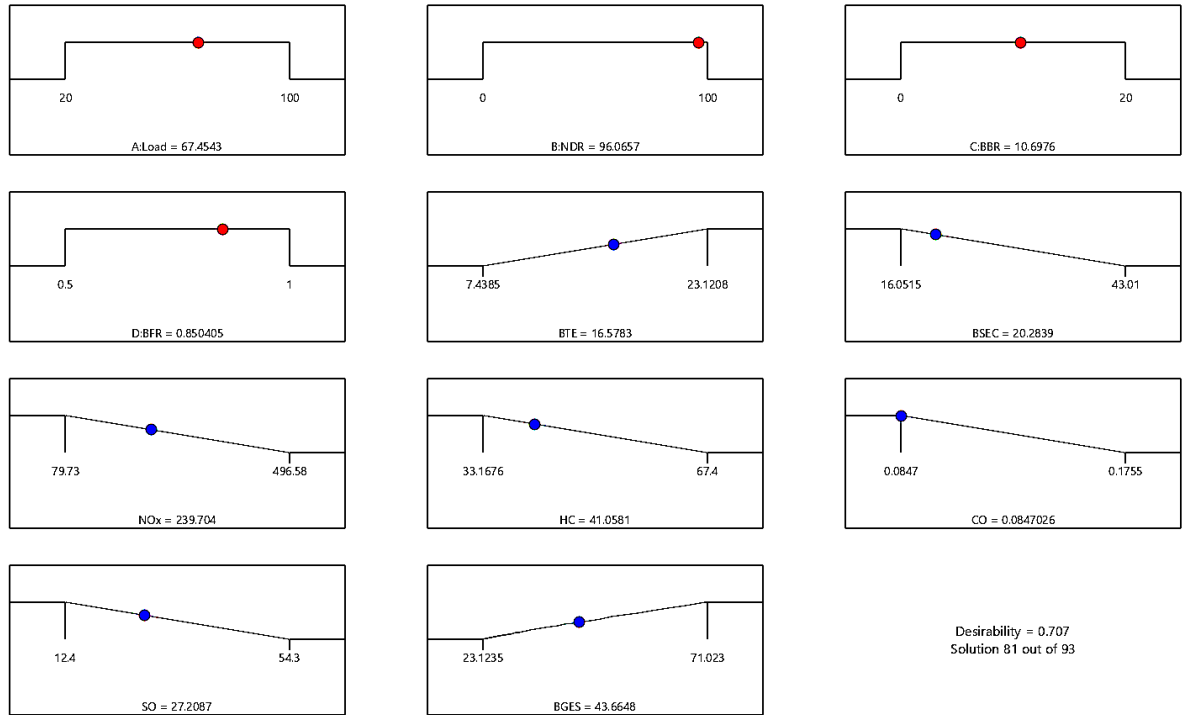 20 100
A:Load = 67.4543
0 100
B:NDR = 96.0657
0 20
C:BBR = 10.6976
0.5 1
D:BFR = 0.850405
7.4385 23.1208
BTE = 16.5783
16.0515 43.01
BSEC = 20.2839
79.73 496.58
NOx = 239.704
33.1676 67.4
HC = 41.0581
0.0847 0.1755
CO = 0.0847026
12.4 54.3
SO = 27.2087
23.1235 71.023
BGES = 43.6648
Desirability = 0.707
Solution 81 out of 93